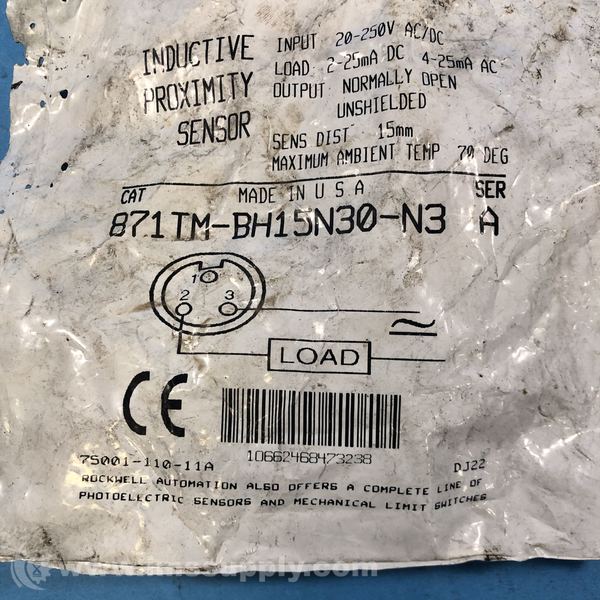 INDUCTIVE
PROXIMITY
SENSOR
INPUT 20-250V AC/DC
LOAD 2-25mA DC 4-25mA AC
OUTPUT NORMALLY OPEN
UNSHIELDED
SENS DIST 15mm
MAXIMUM AMBIENT TEMP 70 DEG
CAT MADE IN U S A SER
871TM-BH15N30-N3 A
1
2 3
LOAD
CE
10662468473238
75001-110-11A DJ22
ROCKWELL AUTOMATION ALSO OFFERS A COMPLETE LINE OF
PHOTOELECTRIC SENSORS AND MECHANICAL LIMIT SWITCHES